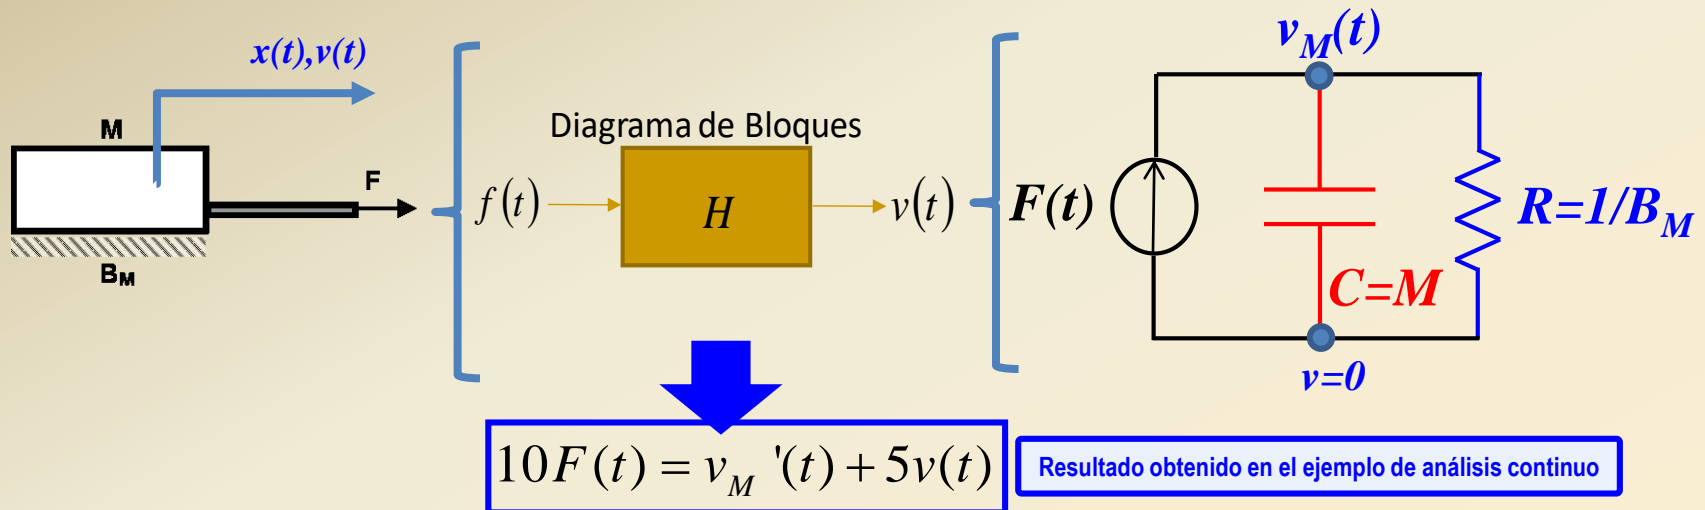 x(t),v(t)
M
F
B_M
Diagrama de Bloques
f(t)
H
v(t)
v_M(t)
F(t)
R=1/B_M
C=M
v=0
10F(t) = v_M '(t) + 5v(t)
Resultado obtenido en el ejemplo de análisis continuo